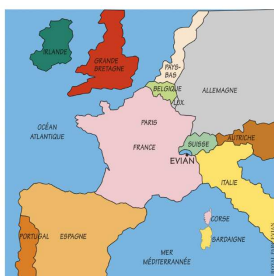 IRLANDE
GRANDE
BRETAGNE
PAYS-
BAS
BELGIQUE
ALLEMAGNE
LUX.
OCÉAN
ATLANTIQUE
PARIS
FRANCE
SUISSE
AUTRICHE
EVIAN
ITALIE
PORTUGAL
ESPAGNE
CORSE
SARDAIGNE
MER
MÉDITERRANÉE